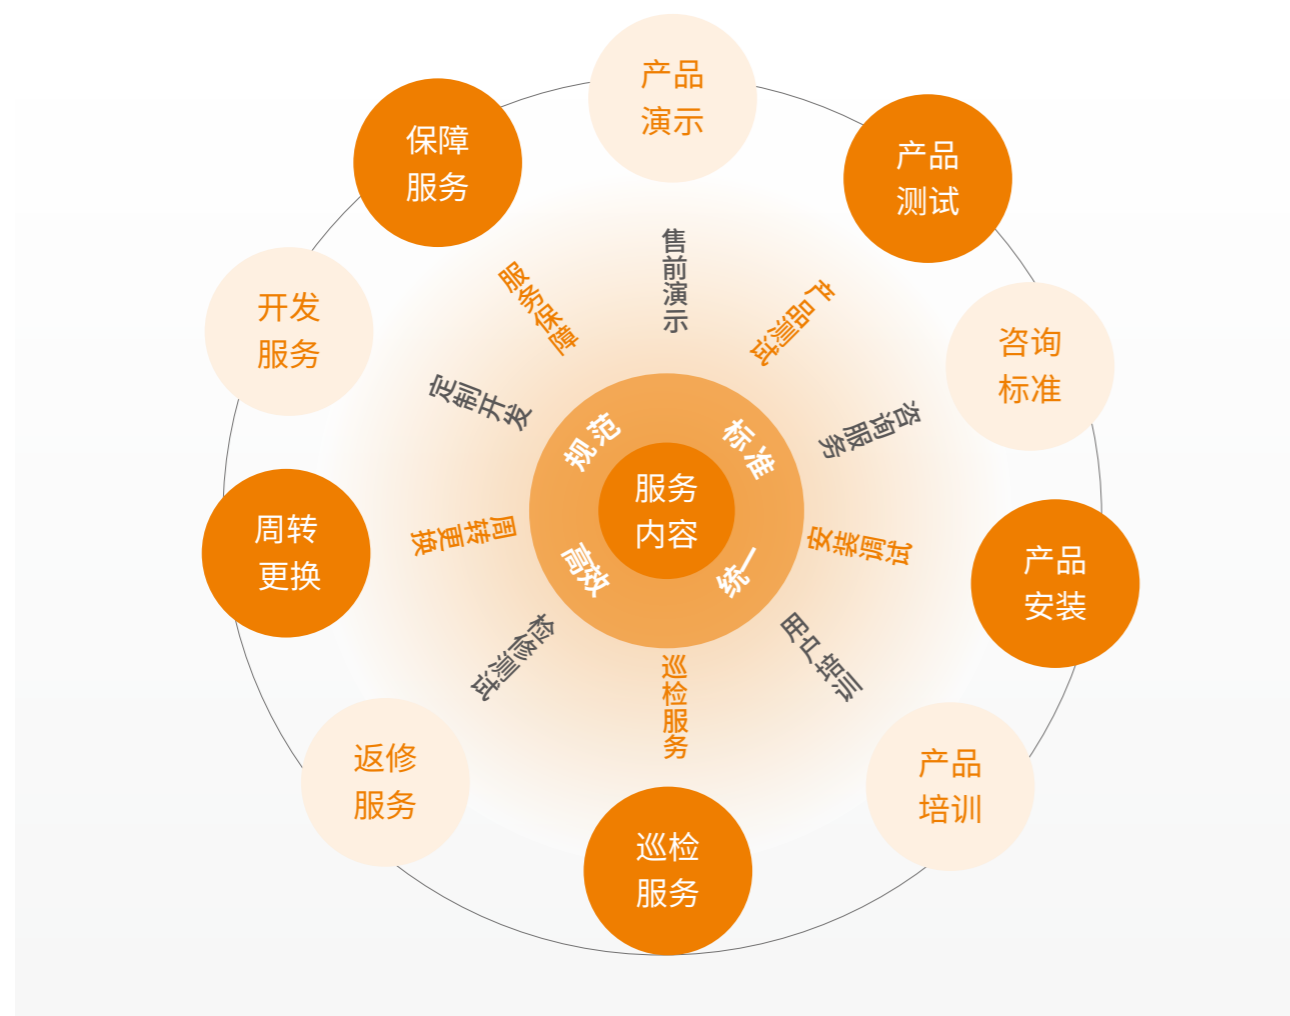 产品
演示
产品
测试
咨询
标准
产品
安装
产品
培训
巡检
服务
返修
服务
周转
更换
开发
服务
保障
服务
售前演示
产品测试
咨询服务
安装调试
用户培训
巡检服务
检修测试
周转更换
定制开发
服务保障
规范
标准
统一
高效
服务
内容